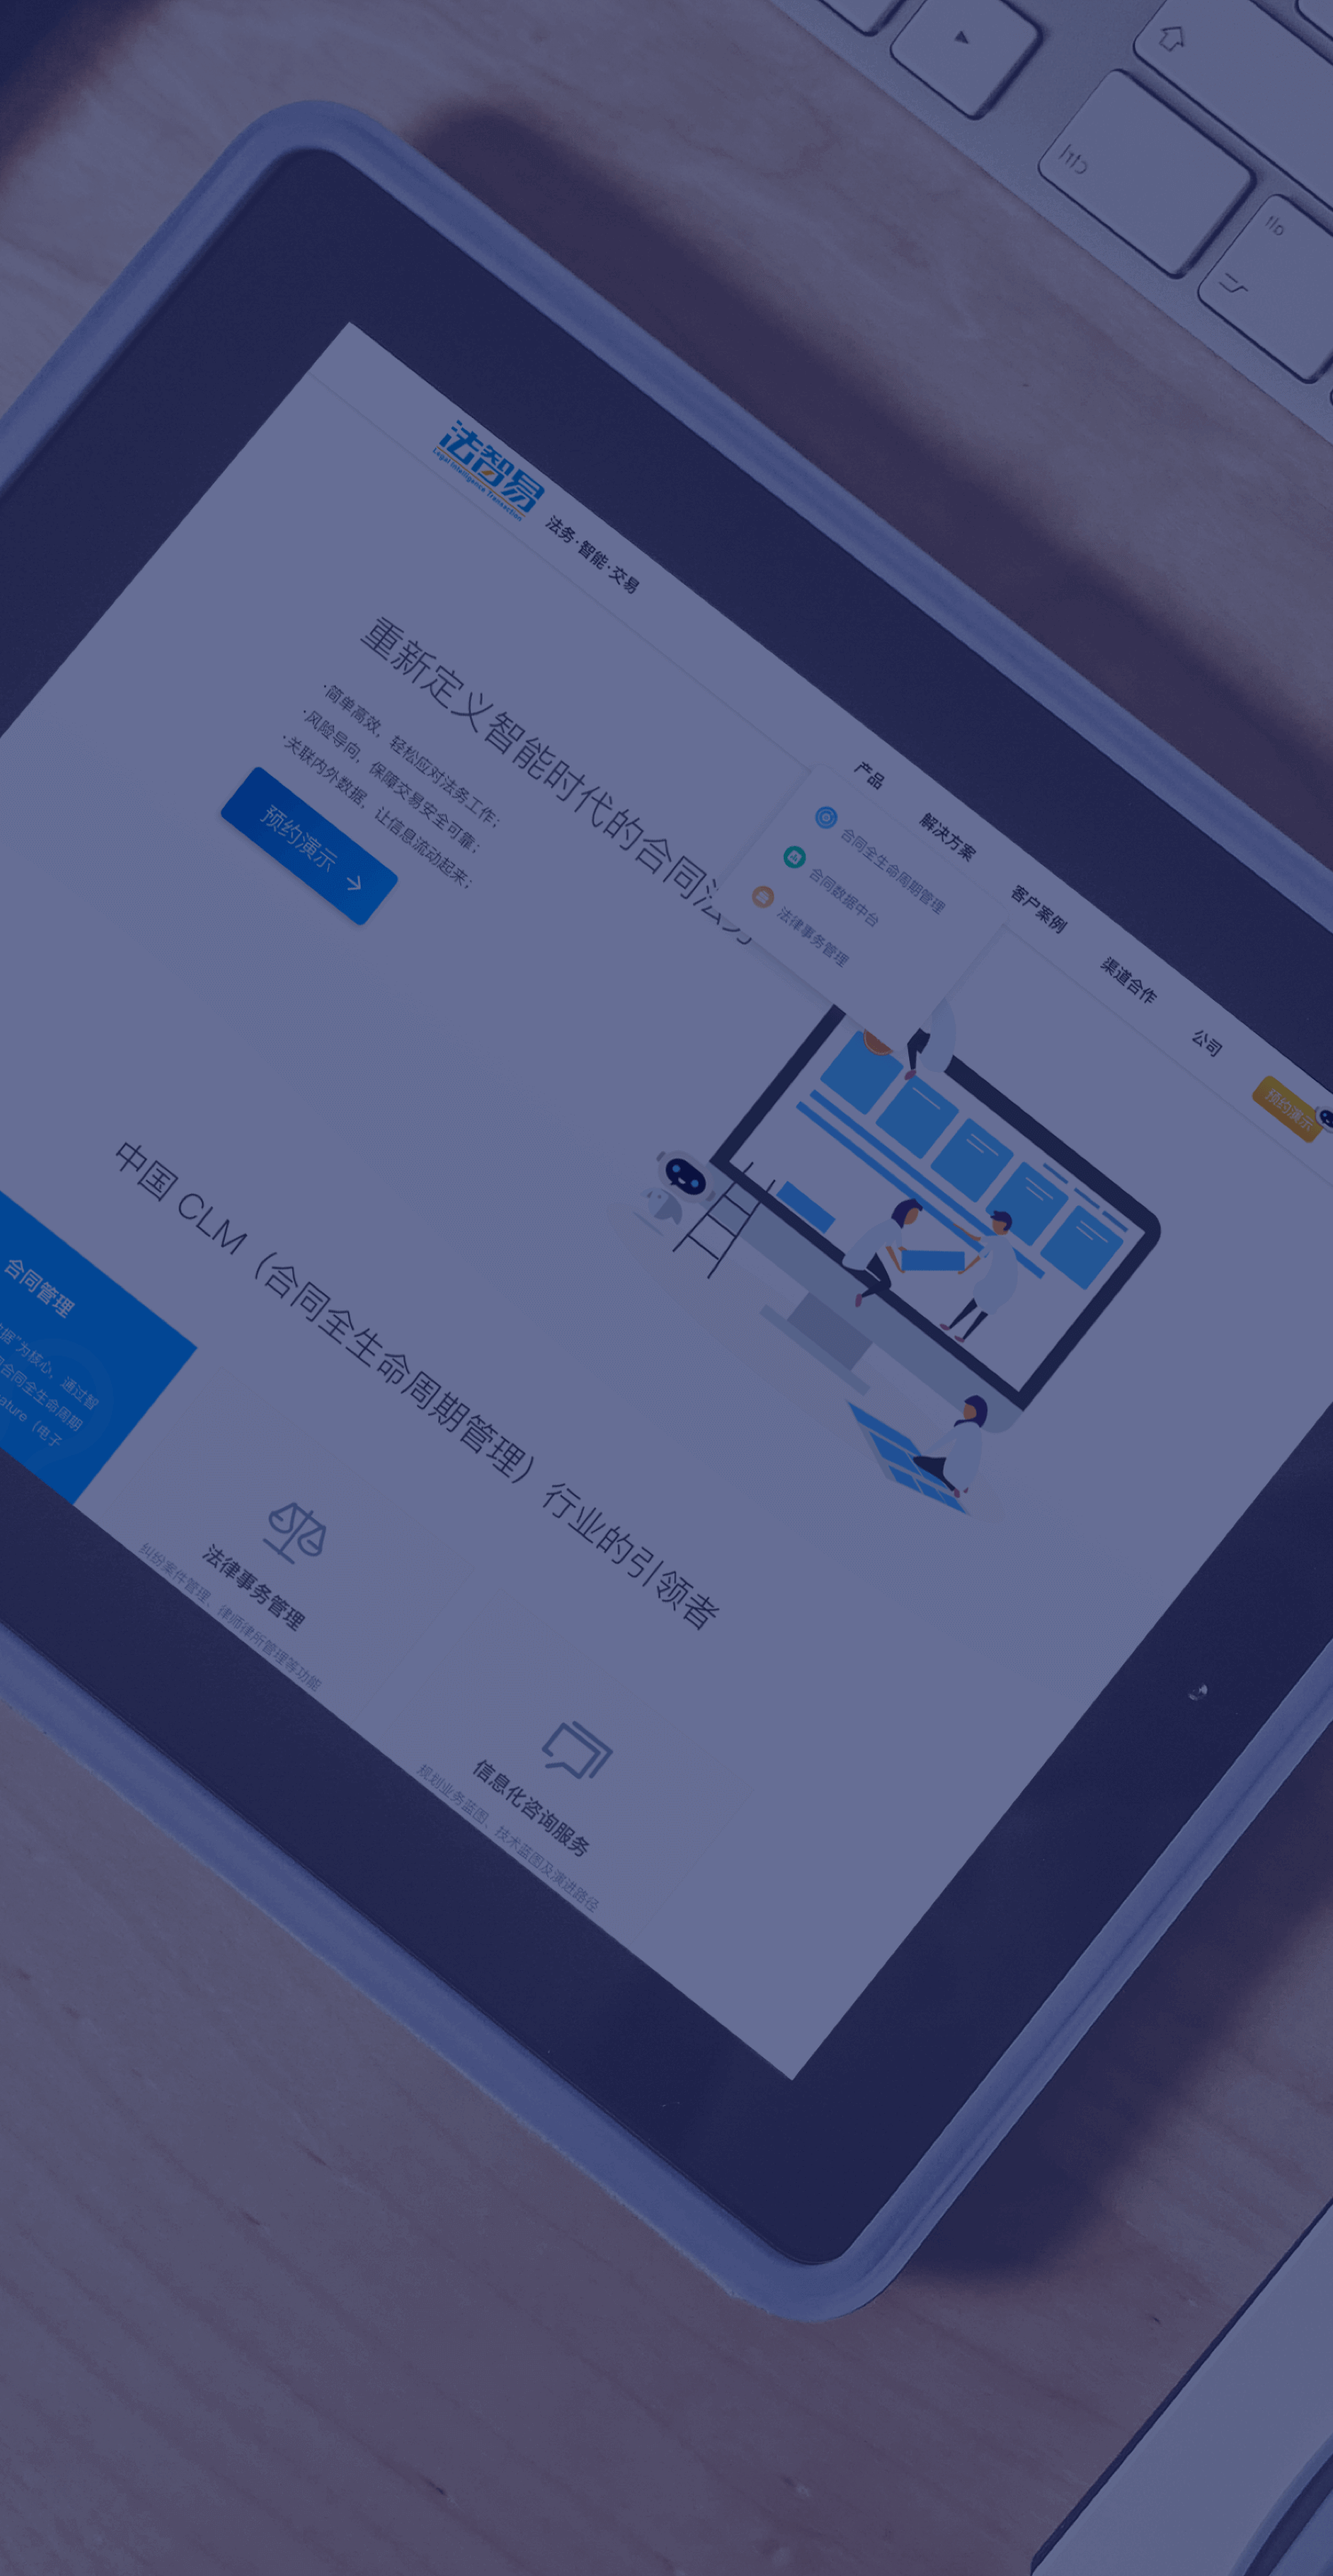 法智易
Legal Intelligence Transaction
法务·智能·交易
产品
解决方案
客户案例
渠道合作
公司
预约演示
合同全生命周期管理
合同数据中台
法律事务管理
重新定义智能时代的合同法务
·简单高效，轻松应对法务工作；
·风险导向，保障交易安全可靠；
·关联内外数据，让信息流动起来；
预约演示
中国 CLM（合同全生命周期管理）行业的引领者
合同管理
据”为核心，通过智
合同全生命周期
ature（电子
法律事务管理
纠纷案件管理、律师律所管理等功能
信息化咨询服务
规划业务蓝图、技术蓝图及演进路径